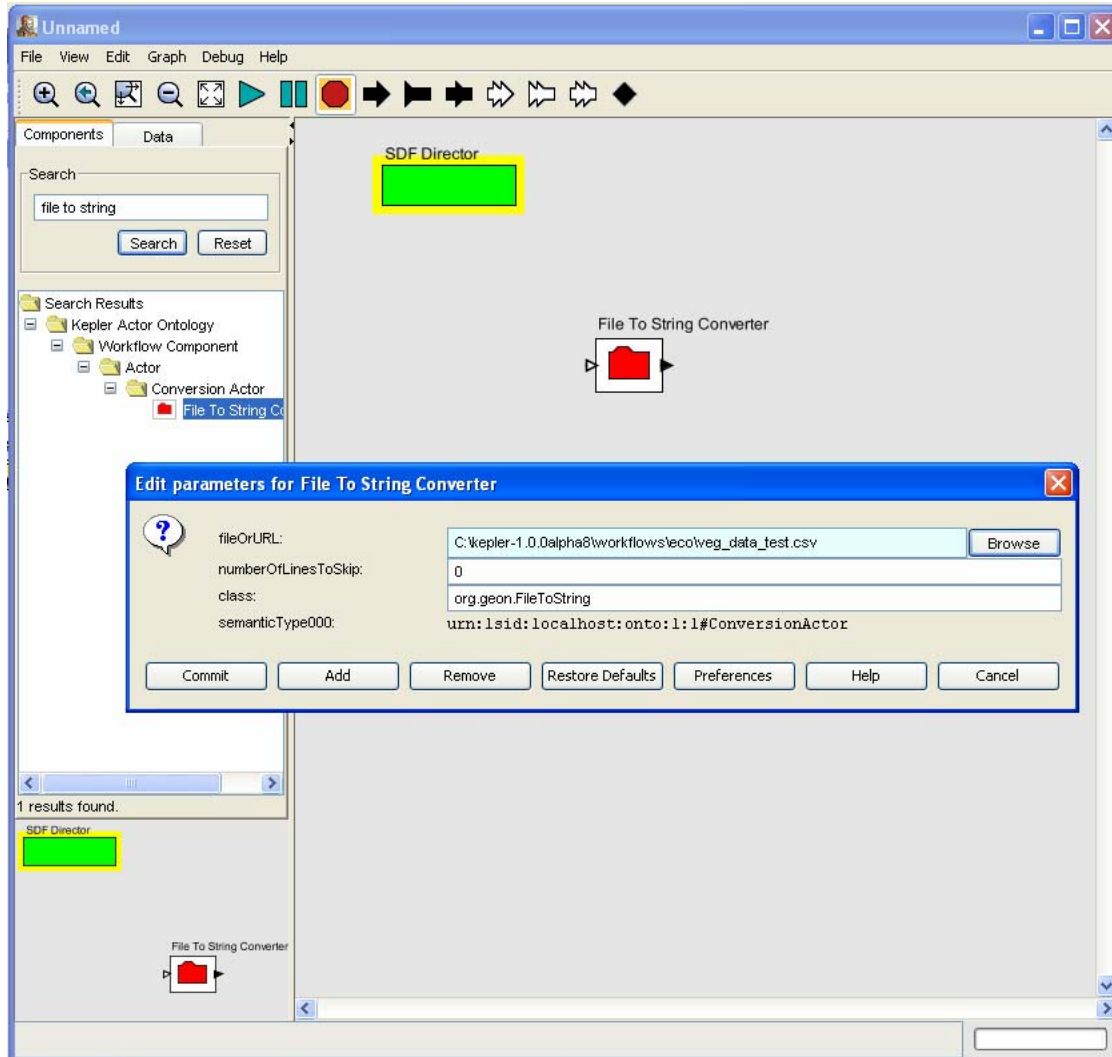 Unnamed
File View Edit Graph Debug Help
Components Data
Search
file to string
Search Reset
Search Results
Kepler Actor Ontology
Workflow Component
Actor
Conversion Actor
File To String Co
1 results found.
SDF Director
File To String Converter
SDF Director
File To String Converter
Edit parameters for File To String Converter
fileOrURL: C:\kepler-1.0.0alpha8\workflows\eco\veg_data_test.csv Browse
numberOfLinesToSkip: 0
class: org.geon.FileToString
semanticType000: urn:lsid:localhost:onto:1:1#ConversionActor
Commit Add Remove Restore Defaults Preferences Help Cancel